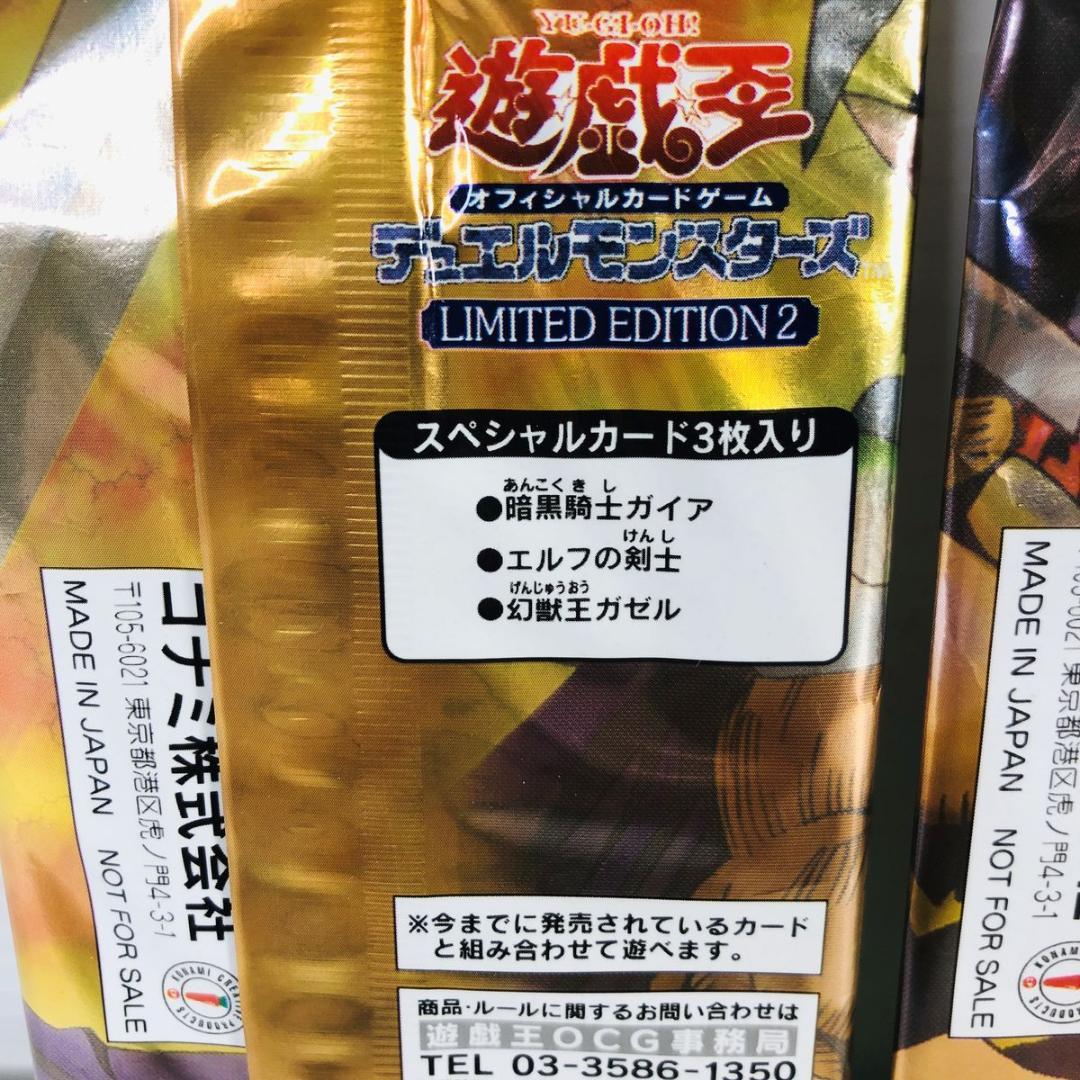 YU-GI-OH!
遊戯王
オフィシャルカードゲーム
デュエルモンスターズ
LIMITED EDITION 2
スペシャルカード3枚入り
あんこくきし
●暗黒騎士ガイア
けんし
●エルフの剣士
げんじゅうおう
●幻獣王ガゼル
※今までに発売されているカード
と組み合わせて遊べます。
商品・ルールに関するお問い合わせは
遊戯王OCG事務局
TEL 03-3586-1350
コナミ株式会社
〒105-6021 東京都港区虎ノ門4-3-1
MADE IN JAPAN NOT FOR SALE
KONAMI CREATIVE PRODUCTS
東京都港区虎ノ門4-3-1
MADE IN JAPAN NOT FOR SALE